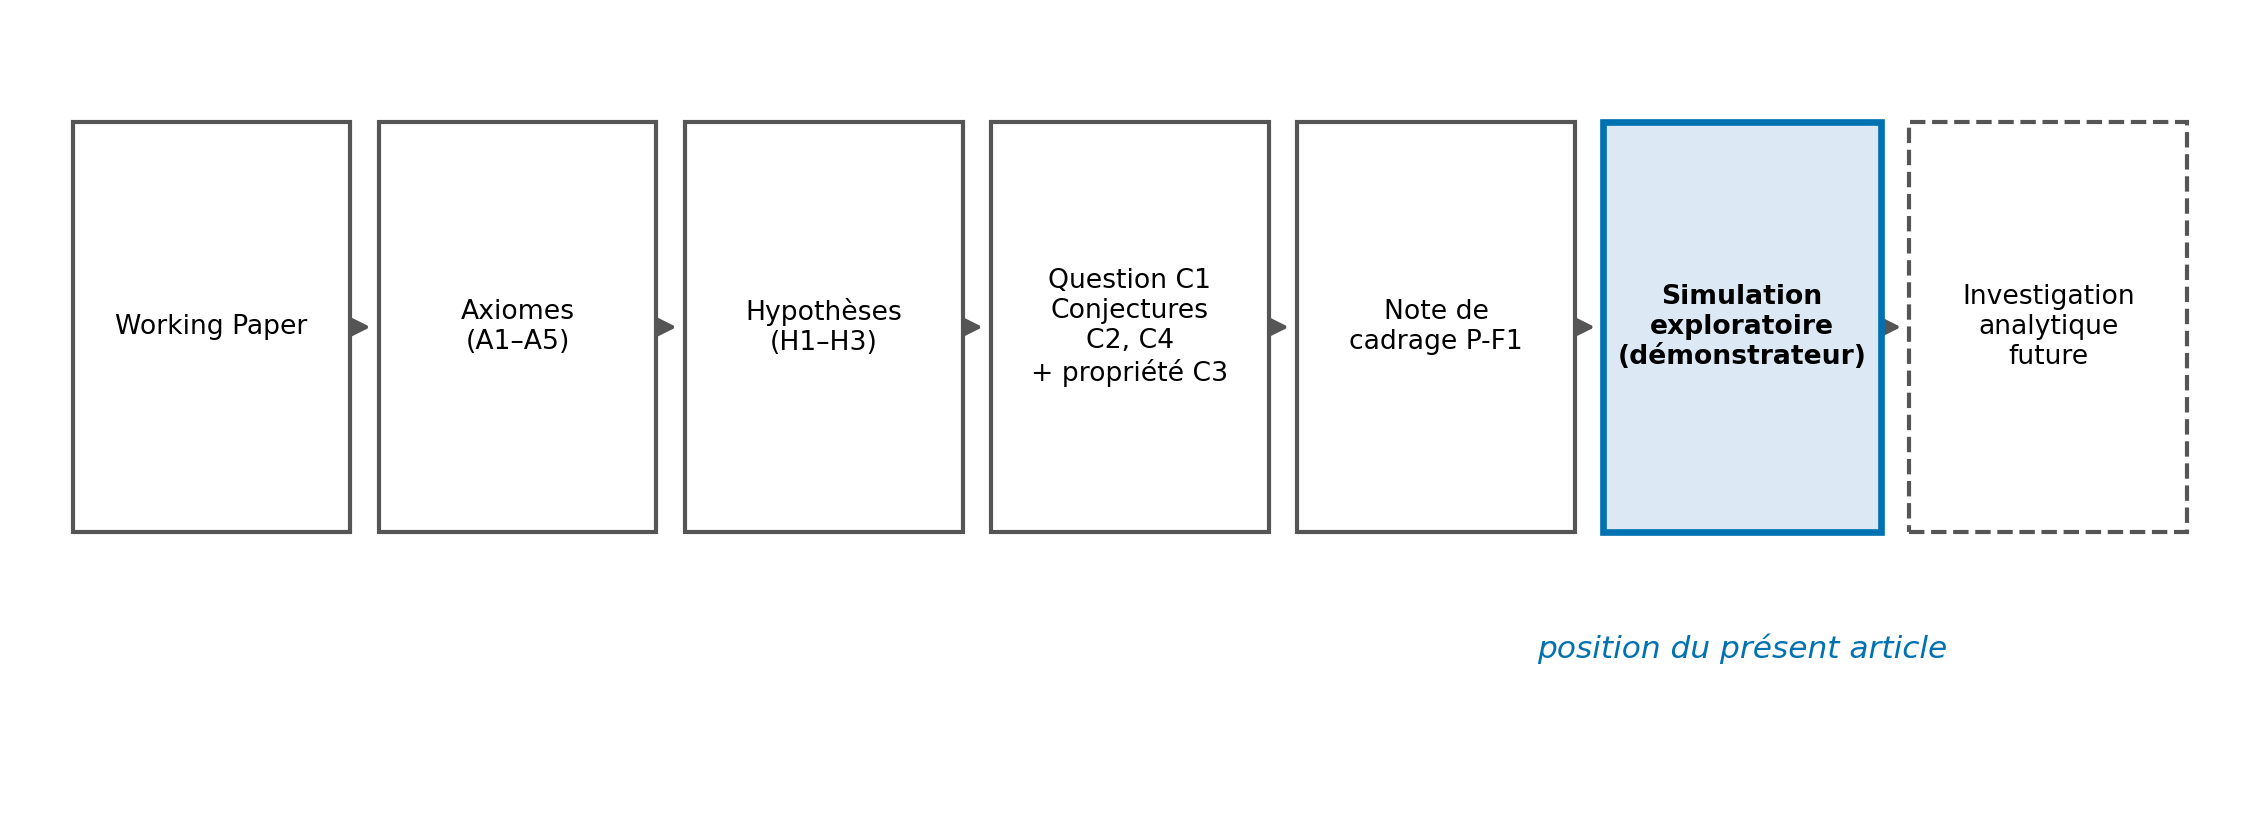 Working Paper
Axiomes
(A1–A5)
Hypothèses
(H1–H3)
Question C1
Conjectures
C2, C4
+ propriété C3
Note de
cadrage P-F1
Simulation
exploratoire
(démonstrateur)
Investigation
analytique
future
position du présent article